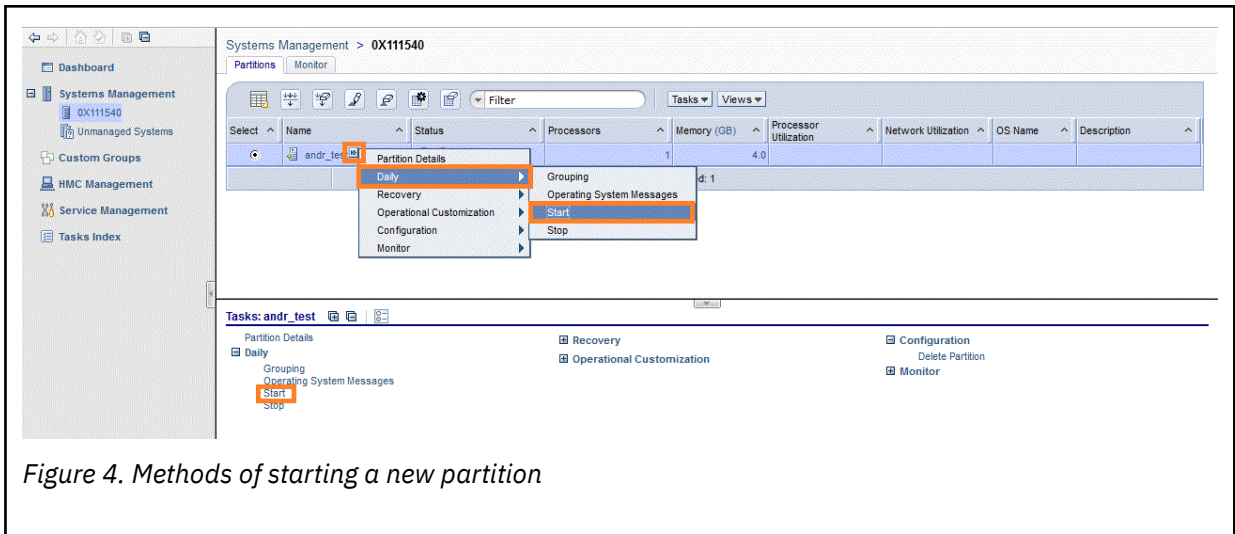 Systems Management > 0X111540
Partitions Monitor
Dashboard
Systems Management
0X111540
Unmanaged Systems
Custom Groups
HMC Management
Service Management
Tasks Index
Filter Tasks Views
Select Name Status Processors Memory (GB) Processor Utilization Network Utilization OS Name Description
1 4.0
d: 1
Partition Details
Daily
Recovery
Operational Customization
Configuration
Monitor
Grouping
Operating System Messages
Start
Stop
Tasks: andr_test
Partition Details
Daily
Grouping
Operating System Messages
Start
Stop
Recovery
Operational Customization
Configuration
Delete Partition
Monitor
Figure 4. Methods of starting a new partition